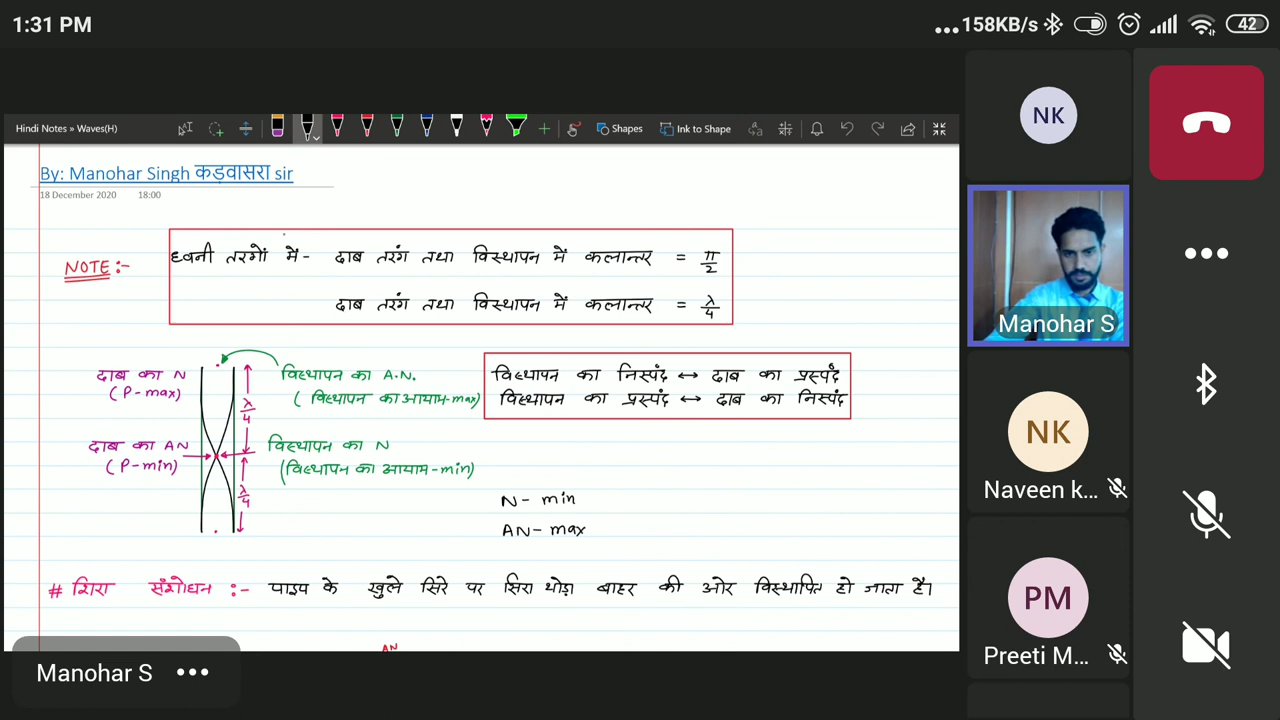 1:31 PM
158KB/s
42
Hindi Notes » Waves(H)
Shapes
Ink to Shape
By: Manohar Singh कड़वासरा sir
18 December 2020 18:00
NOTE:-
ध्वनी तरगों में - दाब तरंग तथा विस्थापन में कलान्तर = π/2
दाब तरंग तथा विस्थापन में कलान्तर = λ/4
दाब का N
(P-max)
विस्थापन का A.N.
(विस्थापन का आयाम-max)
λ/4
विस्थापन का निस्पंद ↔ दाब का प्रस्पंद
विस्थापन का प्रस्पंद ↔ दाब का निस्पंद
दाब का AN
(P-min)
विस्थापन का N
(विस्थापन का आयाम-min)
λ/4
N- min
AN- max
# शिरा संशोधन :- पाइप के खुले सिरे पर सिरा थोड़ा बाहर की ओर विस्थापित हो जाता है।
AN
Manohar S
NK
Manohar S
NK
Naveen k...
PM
Preeti M...